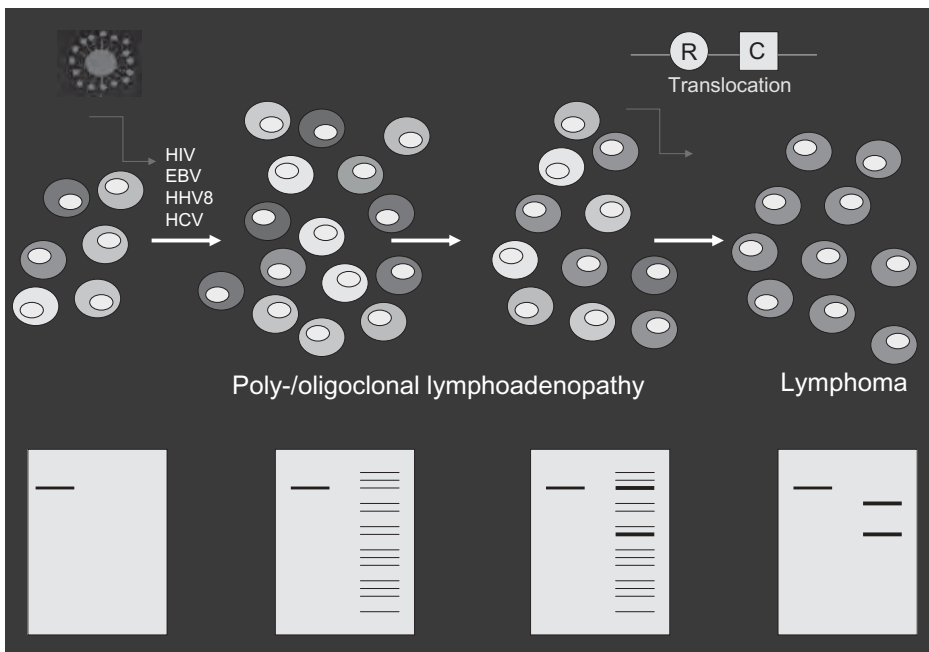 R C
Translocation
HIV
EBV
HHV8
HCV
Poly-/oligoclonal lymphoadenopathy
Lymphoma